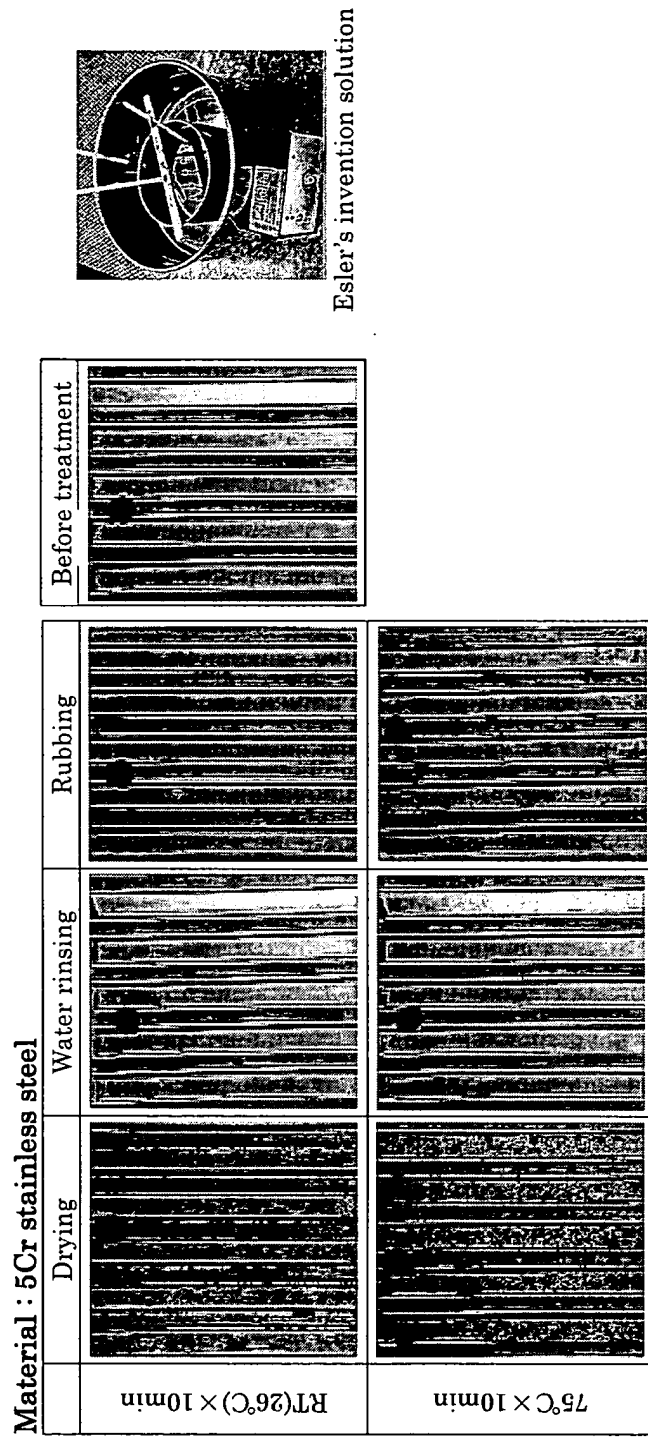 Material : 5Cr stainless steel
Drying
Water rinsing
Rubbing
Before treatment
RT(26℃)×10min
75℃×10min
Esler's invention solution